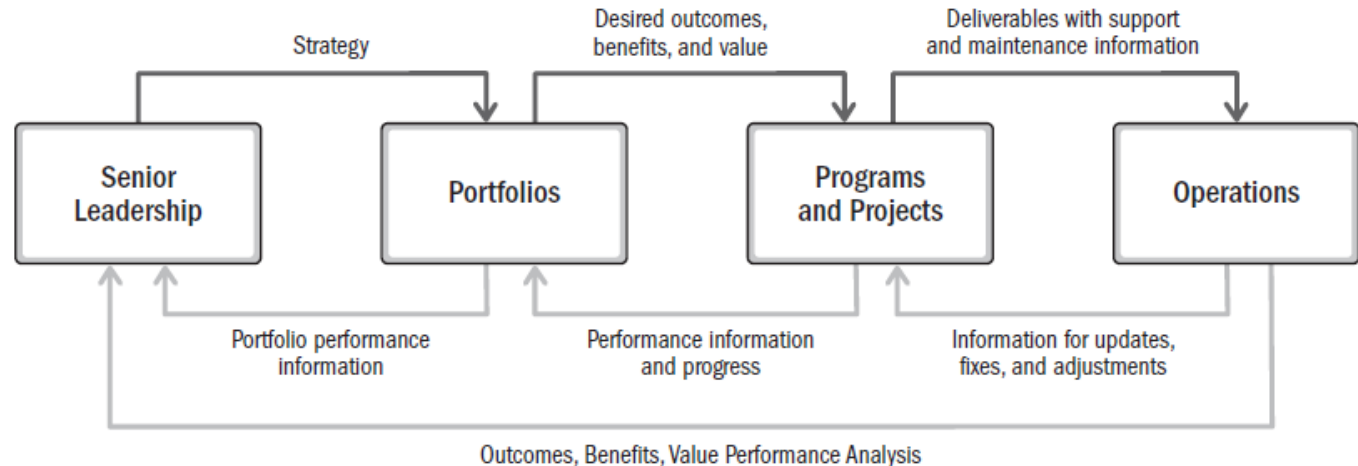 Strategy
Desired outcomes,
benefits, and value
Deliverables with support
and maintenance information
Senior
Leadership
Portfolios
Programs
and Projects
Operations
Portfolio performance
information
Performance information
and progress
Information for updates,
fixes, and adjustments
Outcomes, Benefits, Value Performance Analysis